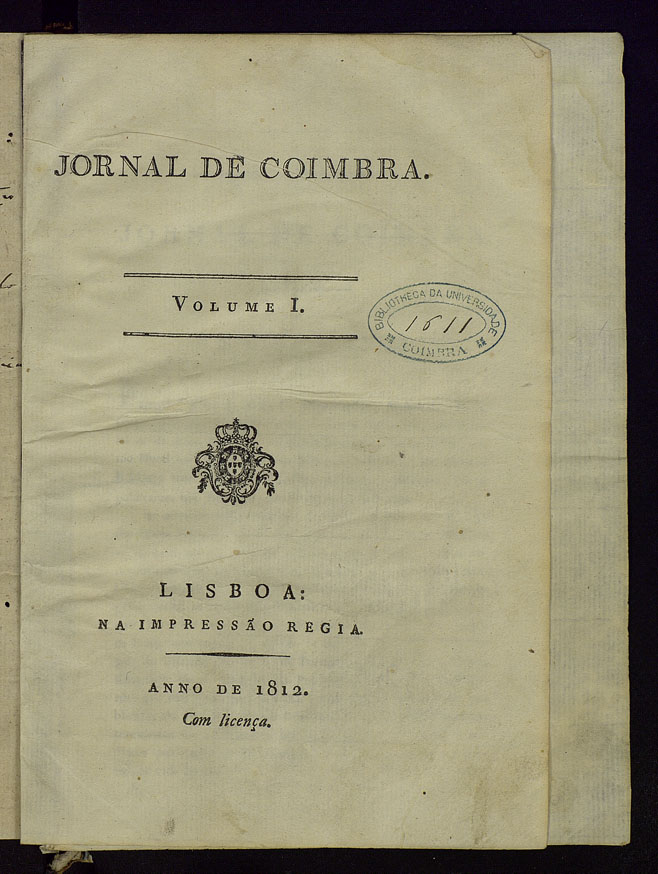 JORNAL DE COIMBRA.
VOLUME I.
BIBLIOTHECA DA UNIVERSIDADE
1611
COIMBRA
LISBOA:
NA IMPRESSÃO REGIA.
ANNO DE 1812.
Com licença.